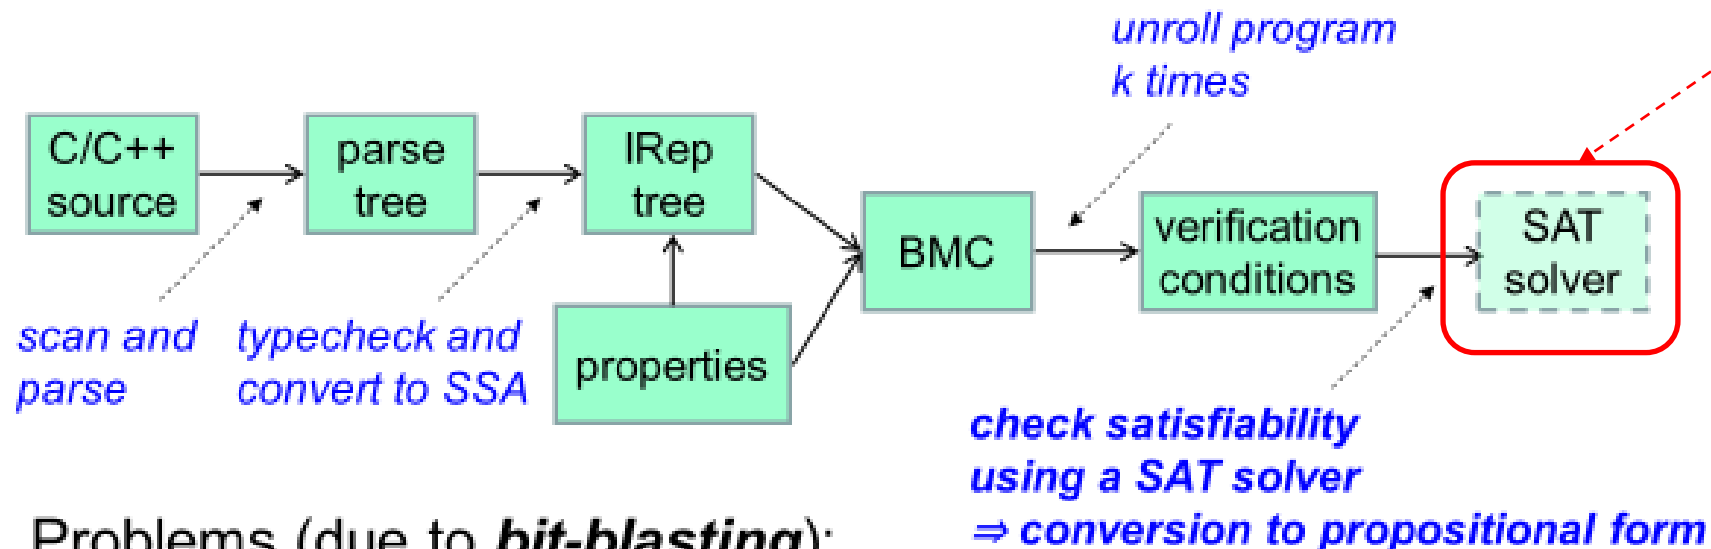 unroll program
k times
C/C++
source
parse
tree
IRep
tree
BMC
verification
conditions
SAT
solver
properties
scan and
parse
typecheck and
convert to SSA
check satisfiability
using a SAT solver
⇒ conversion to propositional form
Problems (due to bit-blasting):